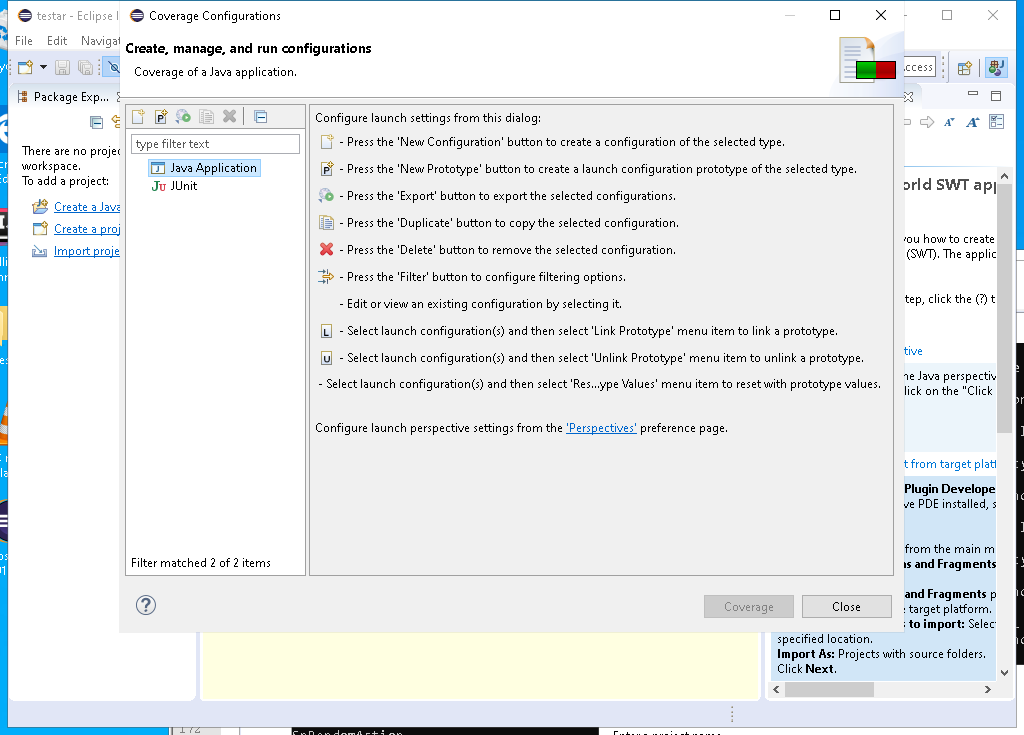 testar - Eclipse I
Coverage Configurations
File Edit Navigat
Create, manage, and run configurations
Coverage of a Java application.
Package Exp...
There are no projec
workspace.
To add a project:
Create a Java
Create a proj
Import proje
type filter text
Java Application
JUnit
Filter matched 2 of 2 items
Configure launch settings from this dialog:
- Press the 'New Configuration' button to create a configuration of the selected type.
- Press the 'New Prototype' button to create a launch configuration prototype of the selected type.
- Press the 'Export' button to export the selected configurations.
- Press the 'Duplicate' button to copy the selected configuration.
- Press the 'Delete' button to remove the selected configuration.
- Press the 'Filter' button to configure filtering options.
- Edit or view an existing configuration by selecting it.
- Select launch configuration(s) and then select 'Link Prototype' menu item to link a prototype.
- Select launch configuration(s) and then select 'Unlink Prototype' menu item to unlink a prototype.
- Select launch configuration(s) and then select 'Res...ype Values' menu item to reset with prototype values.
Configure launch perspective settings from the 'Perspectives' preference page.
Coverage
Close
ccess
orld SWT app
you how to create
(SWT). The applic
tep, click the (?) t
tive
he Java perspectiv
lick on the "Click
t from target platf
Plugin Develope
ve PDE installed, s
from the main m
ns and Fragments
and Fragments p
e target platform.
s to import: Select
specified location.
Import As: Projects with source folders.
Click Next.
172
SpRandomAction
Enter a project name